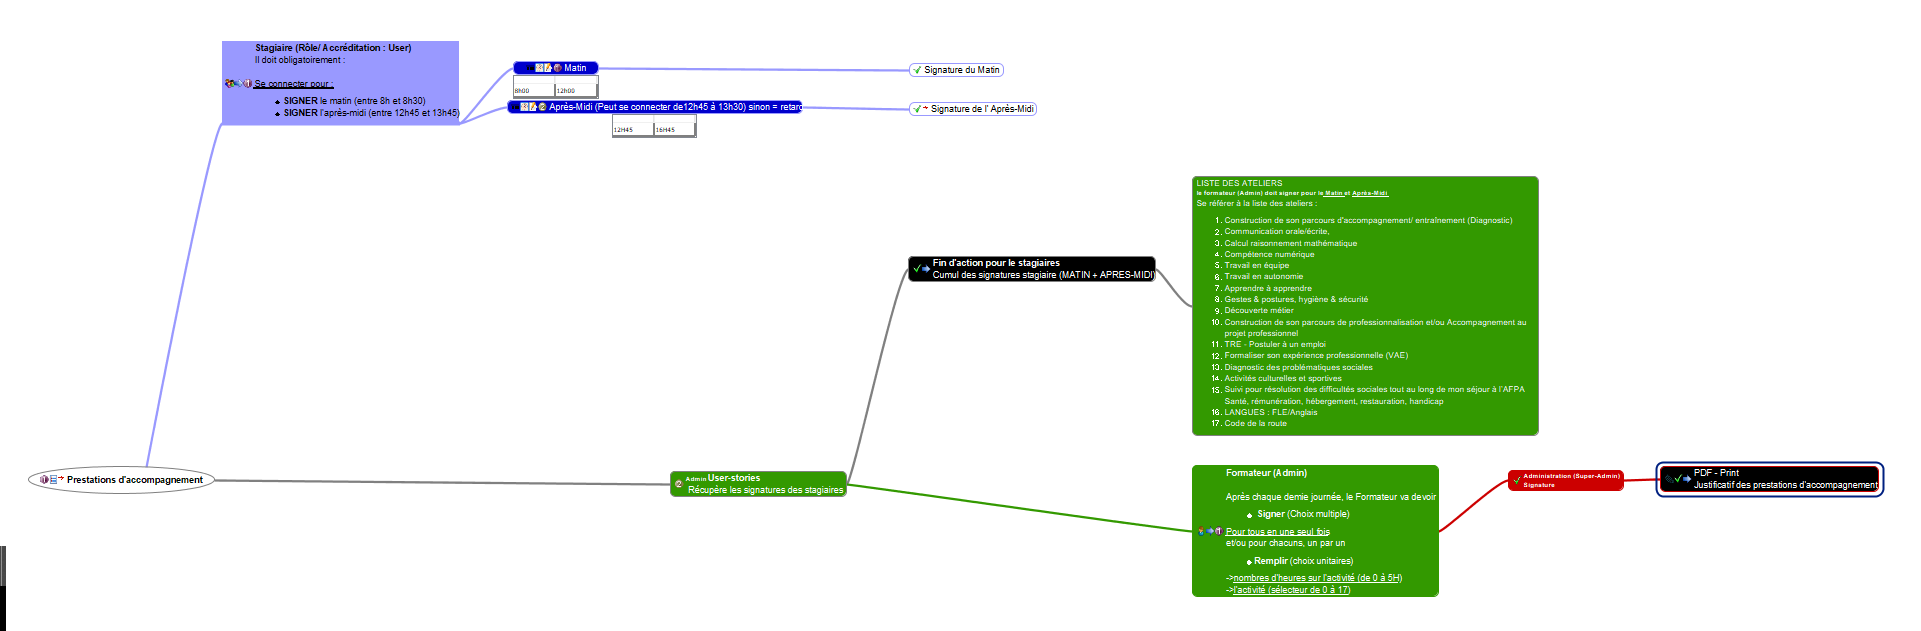 Stagiaire (Rôle/ Accréditation : User)
Il doit obligatoirement :
Se connecter pour :
SIGNER le matin (entre 8h et 8h30)
SIGNER l'après-midi (entre 12h45 et 13h45)
Matin
8h00 12h00
Après-Midi (Peut se connecter de12h45 à 13h30) sinon = retard
12H45 16H45
Signature du Matin
Signature de l' Après-Midi
LISTE DES ATELIERS
le formateur (Admin) doit signer pour le Matin et Après-Midi
Se référer à la liste des ateliers :
1. Construction de son parcours d'accompagnement/ entraînement (Diagnostic)
2. Communication orale/écrite,
3. Calcul raisonnement mathématique
4. Compétence numérique
5. Travail en équipe
6. Travail en autonomie
7. Apprendre à apprendre
8. Gestes & postures, hygiène & sécurité
9. Découverte métier
10. Construction de son parcours de professionnalisation et/ou Accompagnement au
projet professionnel
11. TRE - Postuler à un emploi
12. Formaliser son expérience professionnelle (VAE)
13. Diagnostic des problématiques sociales
14. Activités culturelles et sportives
15. Suivi pour résolution des difficultés sociales tout au long de mon séjour à l'AFPA
Santé, rémunération, hébergement, restauration, handicap
16. LANGUES : FLE/Anglais
17. Code de la route
Fin d'action pour le stagiaires
Cumul des signatures stagiaire (MATIN + APRES-MIDI)
Prestations d'accompagnement
Admin User-stories
Récupère les signatures des stagiaires
Formateur (Admin)
Après chaque demie journée, le Formateur va devoir
Signer (Choix multiple)
Pour tous en une seul fois
et/ou pour chacuns, un par un
Remplir (choix unitaires)
->nombres d'heures sur l'activité (de 0 à 5H)
->l'activité (sélecteur de 0 à 17)
Administration (Super-Admin)
Signature
PDF - Print
Justificatif des prestations d'accompagnement